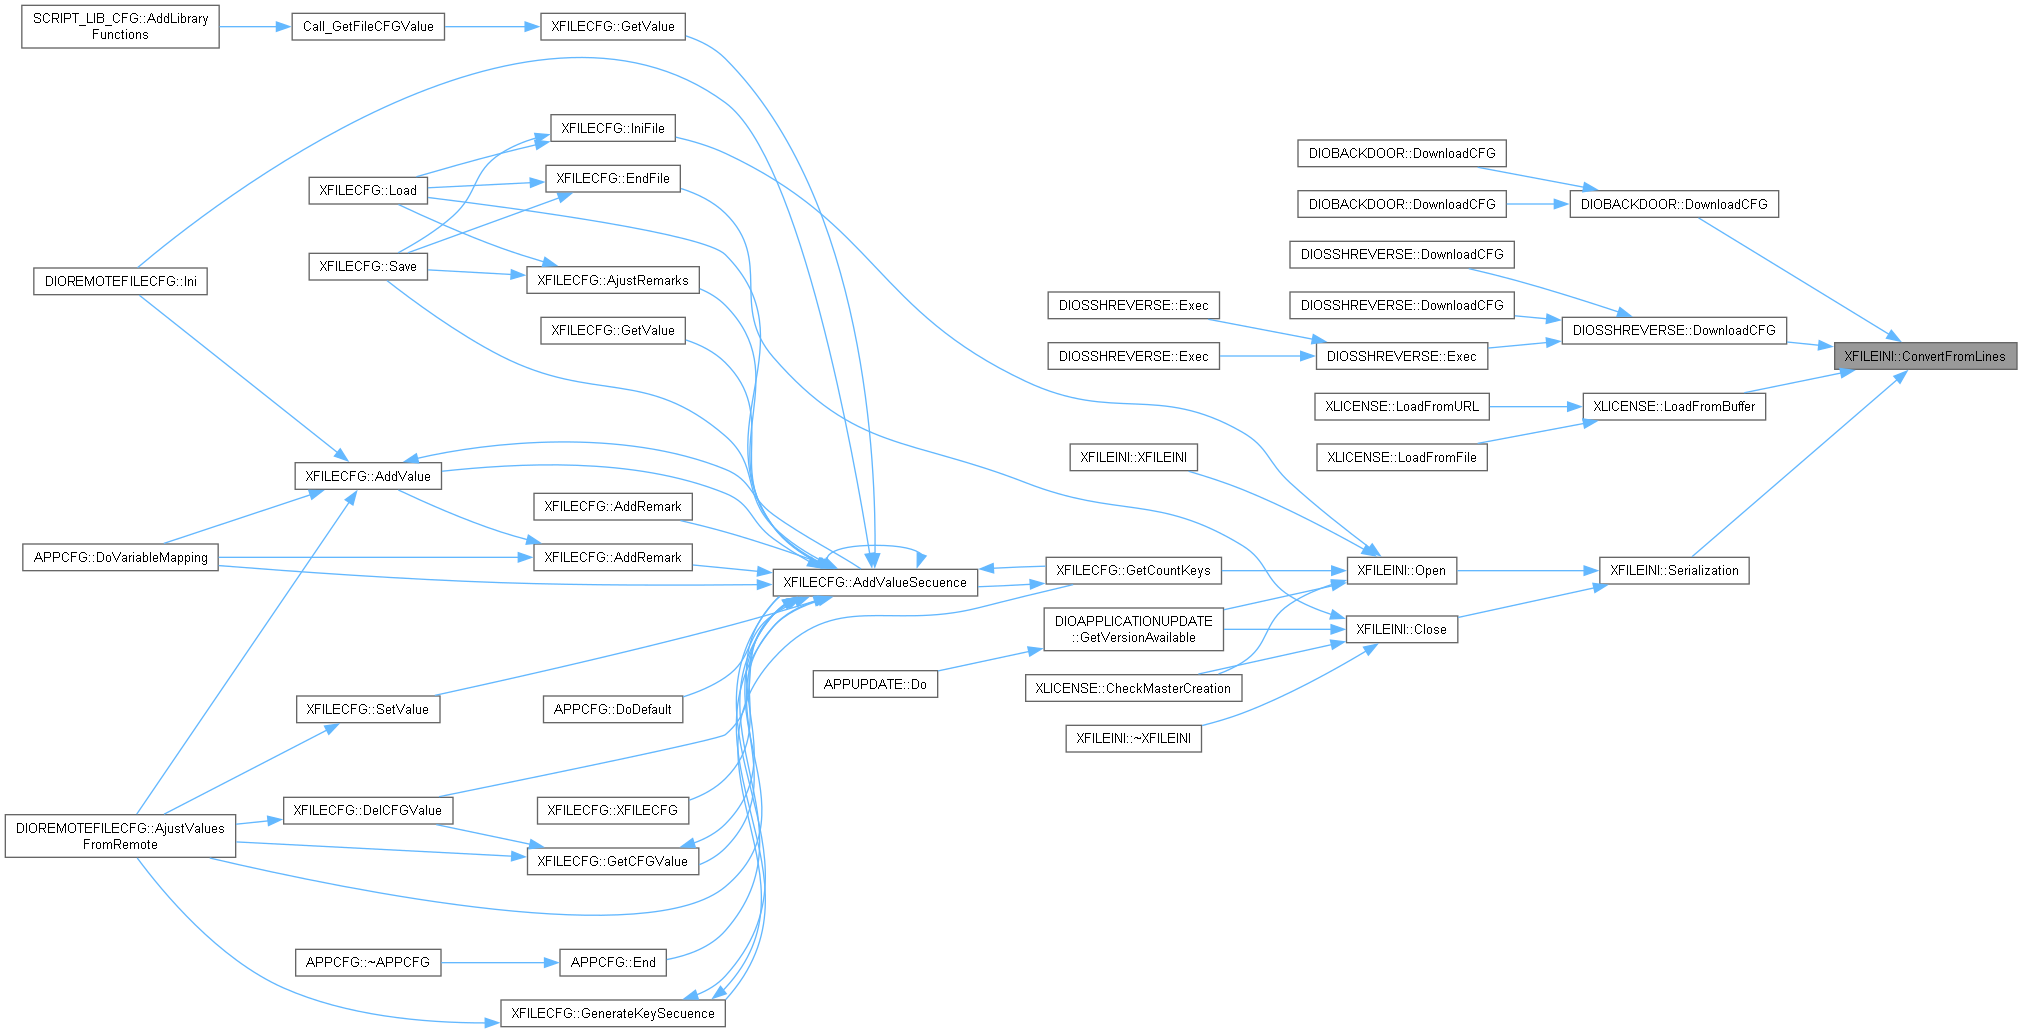 SCRIPT_LIB_CFG::AddLibrary
Functions
Call_GetFileCFGValue
XFILECFG::GetValue
XFILECFG::IniFile
XFILECFG::EndFile
XFILECFG::Load
XFILECFG::Save
DIOREMOTEFILECFG::Ini
XFILECFG::AjustRemarks
XFILECFG::GetValue
XFILECFG::AddValue
XFILECFG::AddRemark
APPCFG::DoVariableMapping
XFILECFG::AddRemark
XFILECFG::AddValueSecuence
XFILECFG::SetValue
APPCFG::DoDefault
XFILECFG::DelCFGValue
XFILECFG::XFILECFG
DIOREMOTEFILECFG::AjustValues
FromRemote
XFILECFG::GetCFGValue
APPCFG::~APPCFG
APPCFG::End
XFILECFG::GenerateKeySecuence
DIOBACKDOOR::DownloadCFG
DIOBACKDOOR::DownloadCFG
DIOBACKDOOR::DownloadCFG
DIOSSHREVERSE::DownloadCFG
DIOSSHREVERSE::Exec
DIOSSHREVERSE::DownloadCFG
DIOSSHREVERSE::DownloadCFG
DIOSSHREVERSE::Exec
DIOSSHREVERSE::Exec
XFILEINI::ConvertFromLines
XLICENSE::LoadFromURL
XLICENSE::LoadFromBuffer
XLICENSE::LoadFromFile
XFILEINI::XFILEINI
XFILECFG::GetCountKeys
XFILEINI::Open
XFILEINI::Serialization
DIOAPPLICATIONUPDATE
::GetVersionAvailable
XFILEINI::Close
APPUPDATE::Do
XLICENSE::CheckMasterCreation
XFILEINI::~XFILEINI